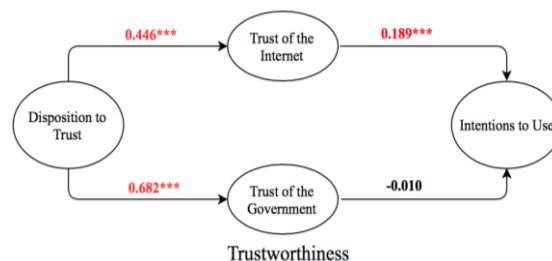 0.446***
Trust of the
Internet
0.189***
Disposition to
Trust
Intentions to Use
0.682***
Trust of the
Government
-0.010
Trustworthiness